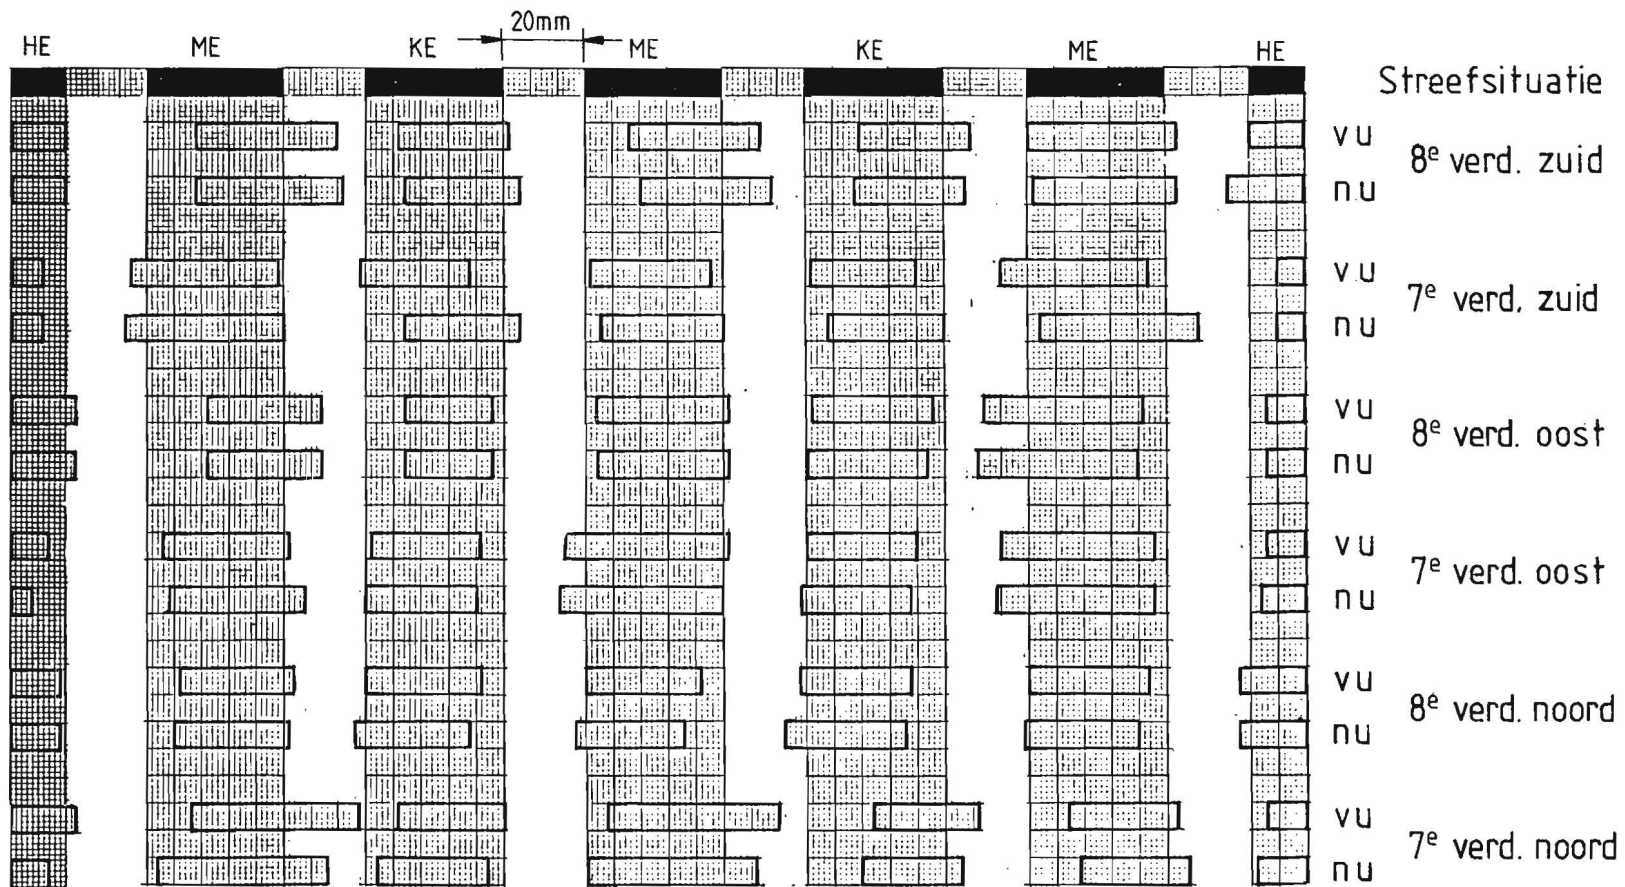 20mm
HE ME KE ME KE ME HE
Streefsituatie
vu
8e verd. zuid
nu
vu
7e verd. zuid
nu
vu
8e verd. oost
nu
vu
7e verd. oost
nu
vu
8e verd. noord
nu
vu
7e verd. noord
nu